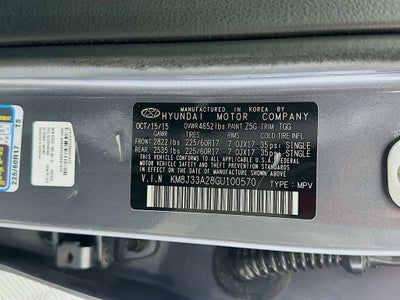 MANUFACTURED IN KOREA BY
HYUNDAI MOTOR COMPANY
OCT/15/15 GVWR 4652lbs PAINT Z5G TRIM TGG
GAWR TIRES RIMS COLD TIRE INFL
FRONT 2822 lbs 225/60R17 7.0JX17 35psi SINGLE
REAR 2535 lbs 225/60R17 7.0JX17 35psi SINGLE
THIS VEHICLE CONFORMS TO ALL APPLICABLE U.S. FEDERAL
MOTOR VEHICLE SAFETY AND THEFT PREVENTION STANDARDS
IN EFFECT ON THE DATE OF MANUFACTURE SHOWN ABOVE.
V.I.N KM8J33A28GU100570 TYPE : MPV
225/60R17 T5